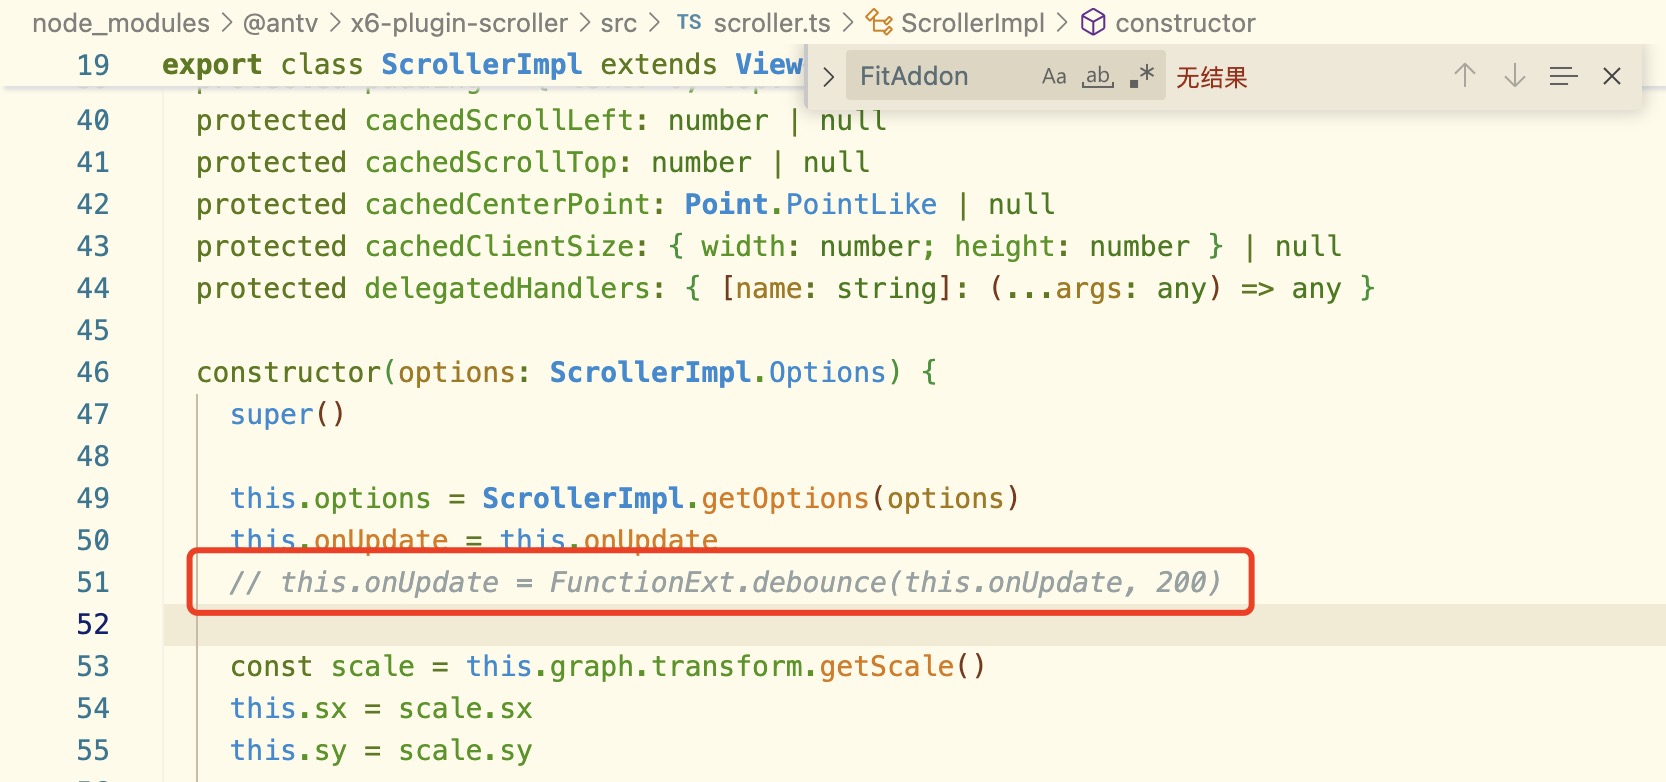 node_modules > @antv > x6-plugin-scroller > src > TS scroller.ts > ScrollerImpl > constructor
19 export class ScrollerImpl extends View
FitAddon Aa ab .* 无结果
40 protected cachedScrollLeft: number | null
41 protected cachedScrollTop: number | null
42 protected cachedCenterPoint: Point.PointLike | null
43 protected cachedClientSize: { width: number; height: number } | null
44 protected delegatedHandlers: { [name: string]: (...args: any) => any }
45
46 constructor(options: ScrollerImpl.Options) {
47 super()
48
49 this.options = ScrollerImpl.getOptions(options)
50 this.onUpdate = this.onUpdate
51 // this.onUpdate = FunctionExt.debounce(this.onUpdate, 200)
52
53 const scale = this.graph.transform.getScale()
54 this.sx = scale.sx
55 this.sy = scale.sy